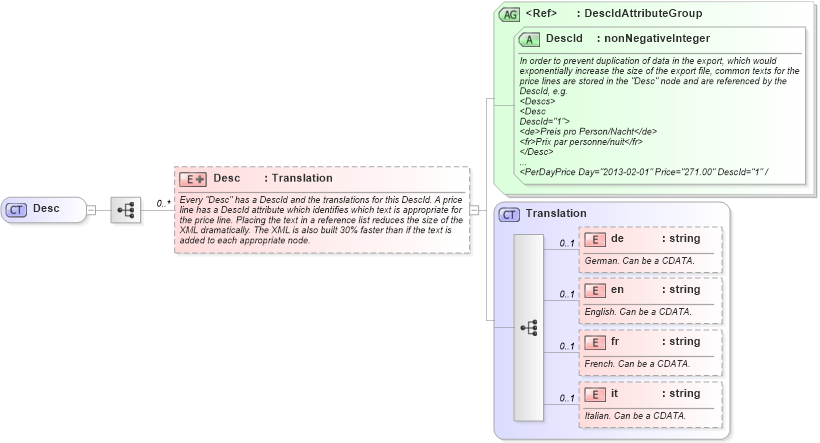 AG <Ref> : DescIdAttributeGroup
A DescId : nonNegativeInteger
In order to prevent duplication of data in the export, which would
exponentially increase the size of the export file, common texts for the
price lines are stored in the "Desc" node and are referenced by the
DescId, e.g.
<Descs>
<Desc
DescId="1">
<de>Preis pro Person/Nacht</de>
<fr>Prix par personne/nuit</fr>
</Desc>
...
<PerDayPrice Day="2013-02-01" Price="271.00" DescId="1" /
CT Desc
0..*
E Desc : Translation
Every "Desc" has a DescId and the translations for this DescId. A price
line has a DescId attribute which identifies which text is appropriate for
the price line. Placing the text in a reference list reduces the size of the
XML dramatically. The XML is also built 30% faster than if the text is
added to each appropriate node.
CT Translation
0..1 E de : string
German. Can be a CDATA.
0..1 E en : string
English. Can be a CDATA.
0..1 E fr : string
French. Can be a CDATA.
0..1 E it : string
Italian. Can be a CDATA.